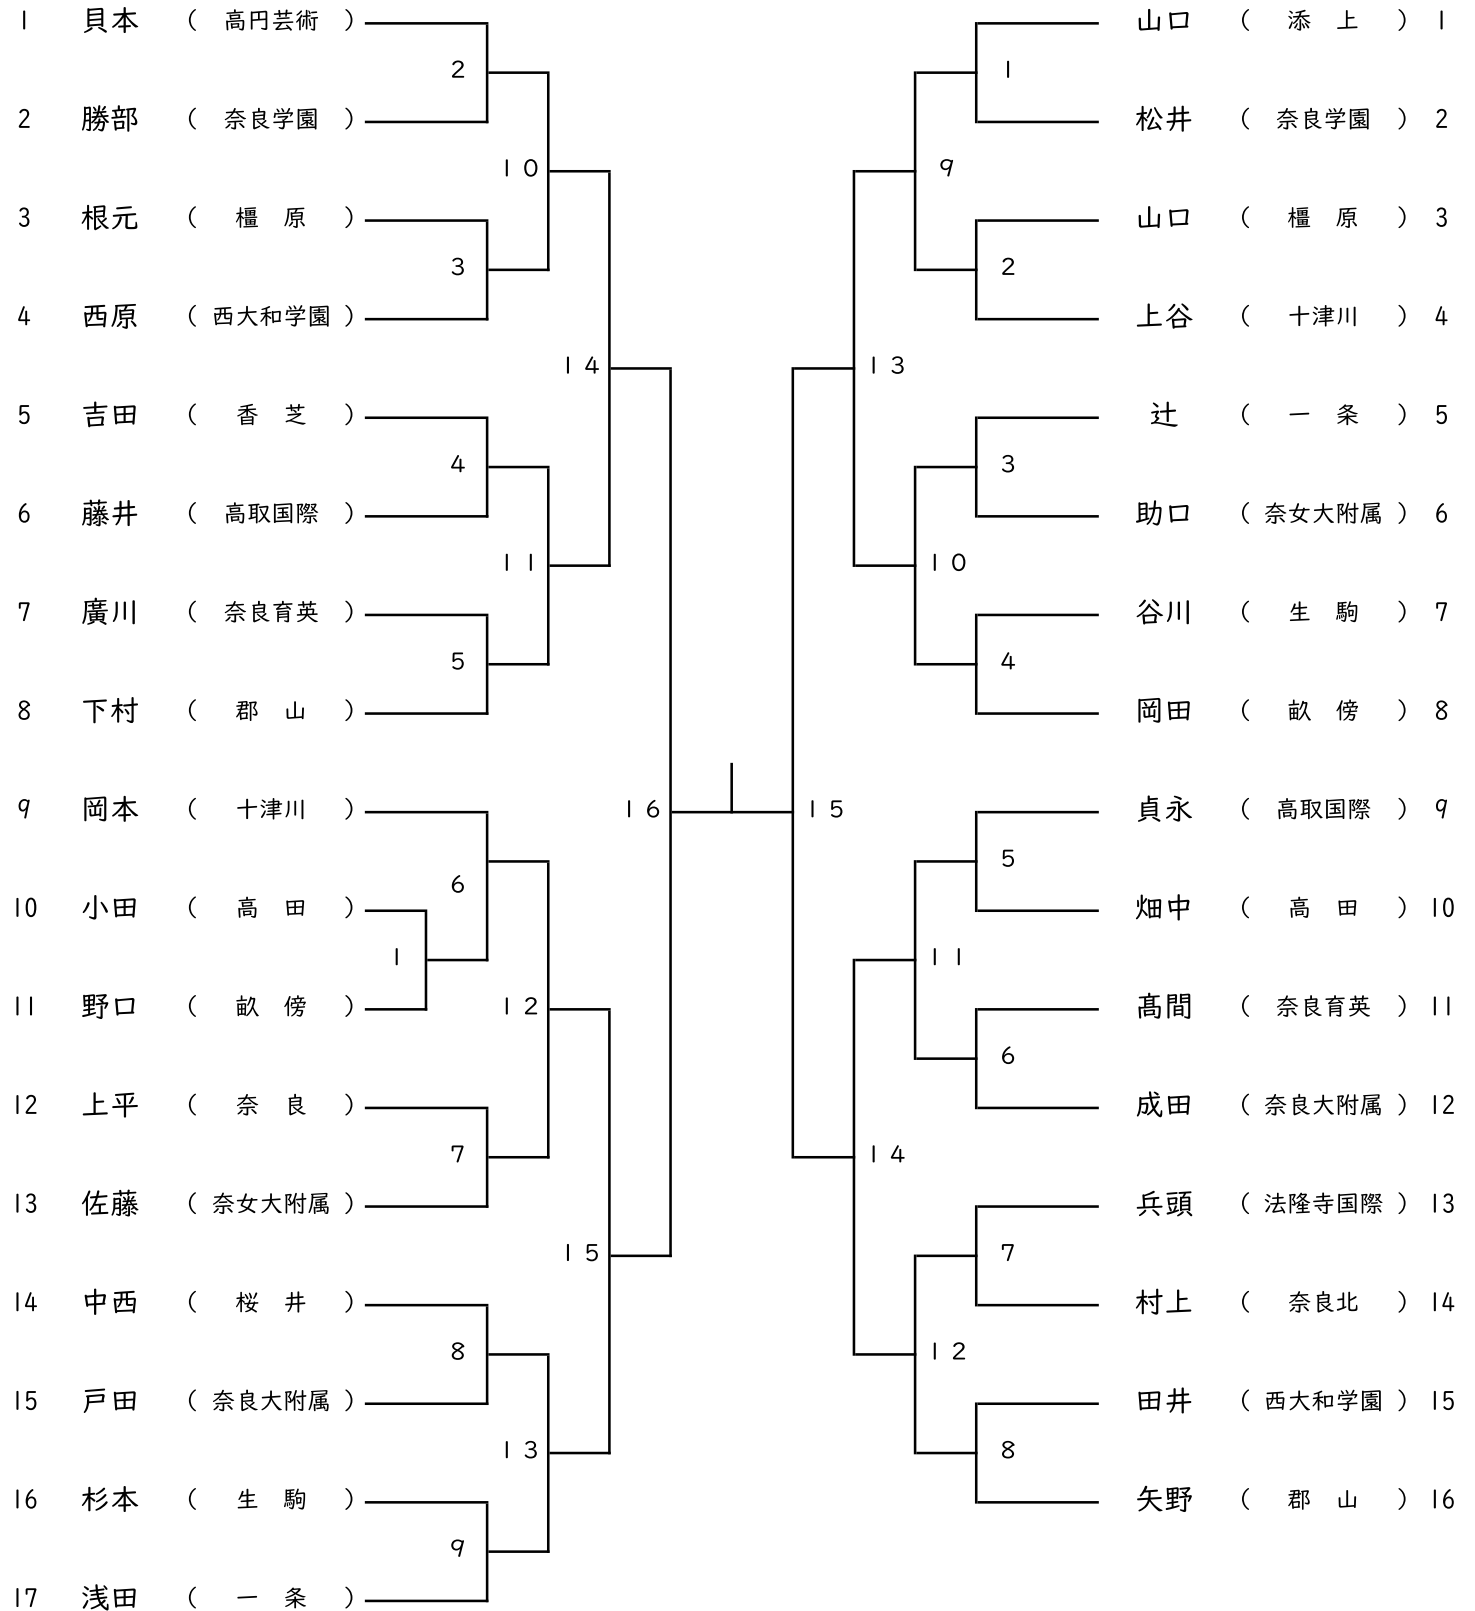 1 貝本 （ 高円芸術 ） 山口 （ 添 上 ） 1
2 1
2 勝部 （ 奈良学園 ） 松井 （ 奈良学園 ） 2
10 9
3 根元 （ 橿 原 ） 山口 （ 橿 原 ） 3
3 2
4 西原 （ 西大和学園 ） 上谷 （ 十津川 ） 4
14 13
5 吉田 （ 香 芝 ） 辻 （ 一 条 ） 5
4 3
6 藤井 （ 高取国際 ） 助口 （ 奈女大附属 ） 6
11 10
7 廣川 （ 奈良育英 ） 谷川 （ 生 駒 ） 7
5 4
8 下村 （ 郡 山 ） 岡田 （ 畝 傍 ） 8
9 岡本 （ 十津川 ） 16 15 貞永 （ 高取国際 ） 9
6 5
10 小田 （ 高 田 ） 畑中 （ 高 田 ） 10
1 11
11 野口 （ 畝 傍 ） 12 髙間 （ 奈良育英 ） 11
6
12 上平 （ 奈 良 ） 成田 （ 奈良大附属 ） 12
7 14
13 佐藤 （ 奈女大附属 ） 兵頭 （ 法隆寺国際 ） 13
15 7
14 中西 （ 桜 井 ） 村上 （ 奈良北 ） 14
8 12
15 戸田 （ 奈良大附属 ） 田井 （ 西大和学園 ） 15
13 8
16 杉本 （ 生 駒 ） 矢野 （ 郡 山 ） 16
9
17 浅田 （ 一 条 ）